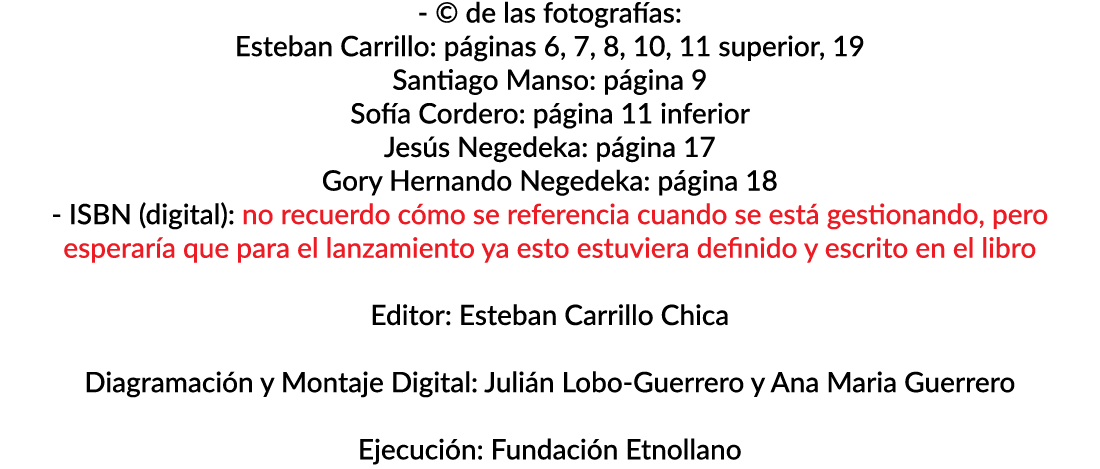 - © de las fotografías:
Esteban Carrillo: páginas 6, 7, 8, 10, 11 superior, 19
Santiago Manso: página 9
Sofía Cordero: página 11 inferior
Jesús Negedeka: página 17
Gory Hernando Negedeka: página 18
- ISBN (digital): no recuerdo cómo se referencia cuando se está gestionando, pero
esperaría que para el lanzamiento ya esto estuviera definido y escrito en el libro
Editor: Esteban Carrillo Chica
Diagramación y Montaje Digital: Julián Lobo-Guerrero y Ana Maria Guerrero
Ejecución: Fundación Etnollano